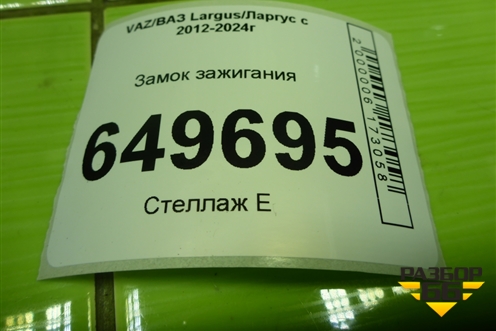 VAZ/ВАЗ Largus/Ларгус с
2012-2024г
Замок зажигания
649695
Стеллаж Е
2000006173058
РАЗБОР